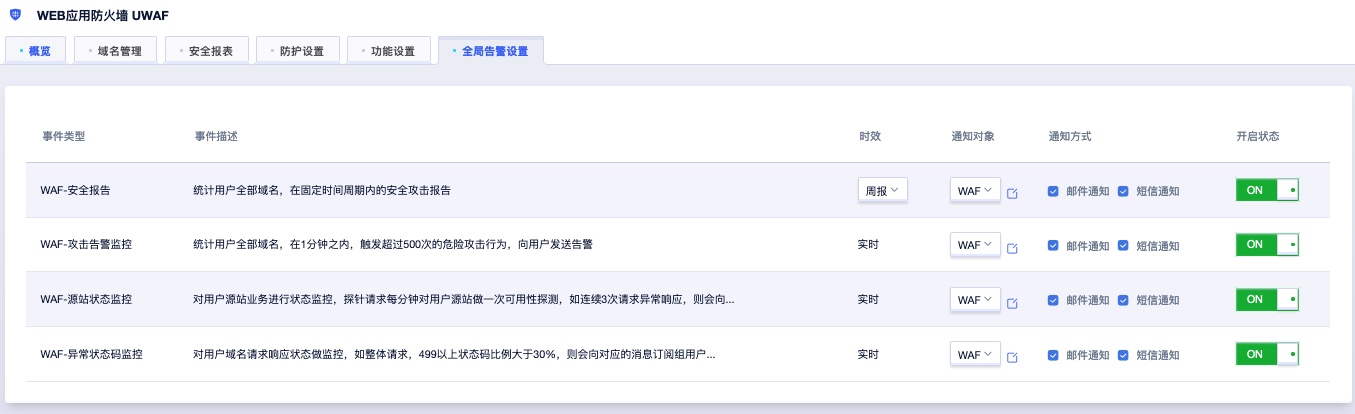 WEB应用防火墙 UWAF
概览 域名管理 安全报表 防护设置 功能设置 全局告警设置
事件类型 事件描述 时效 通知对象 通知方式 开启状态
WAF-安全报告 统计用户全部域名，在固定时间周期内的安全攻击报告 周报 WAF 邮件通知 短信通知 ON
WAF-攻击告警监控 统计用户全部域名，在1分钟之内，触发超过500次的危险攻击行为，向用户发送告警 实时 WAF 邮件通知 短信通知 ON
WAF-源站状态监控 对用户源站业务进行状态监控，探针请求每分钟对用户源站做一次可用性探测，如连续3次请求异常响应，则会向... 实时 WAF 邮件通知 短信通知 ON
WAF-异常状态码监控 对用户域名请求响应状态做监控，如整体请求，499以上状态码比例大于30%，则会向对应的消息订阅组用户... 实时 WAF 邮件通知 短信通知 ON